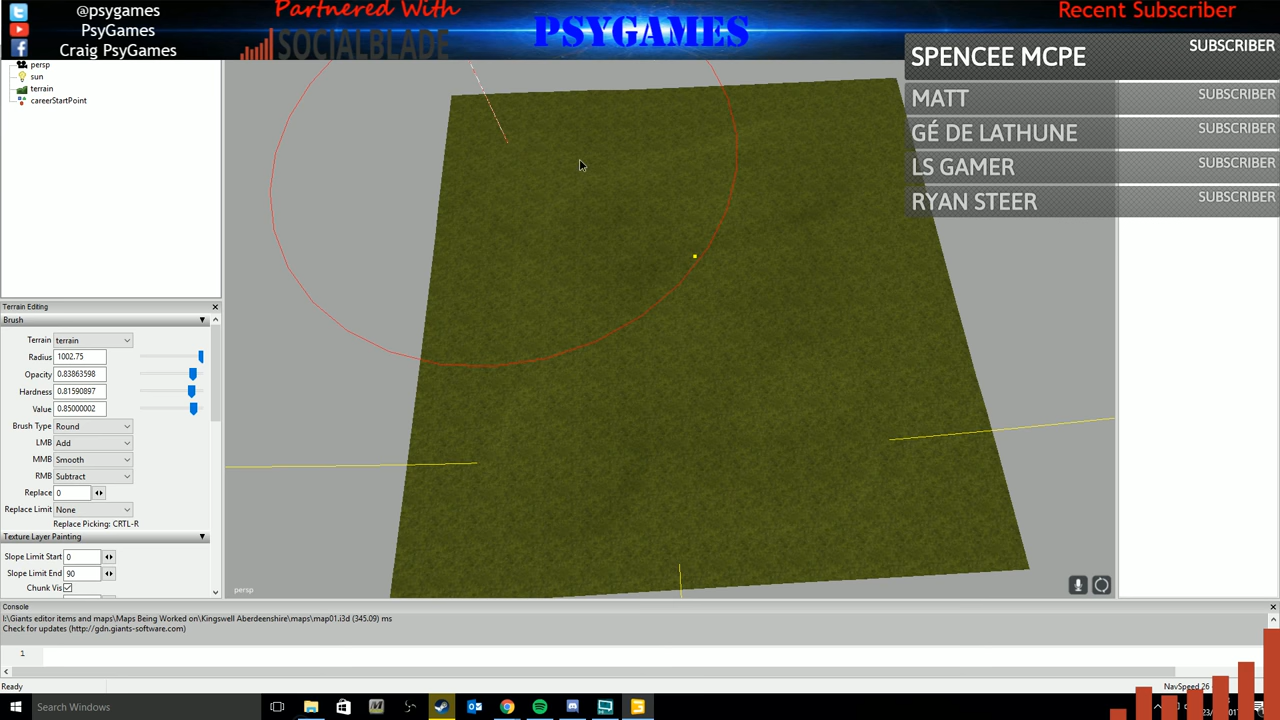 @psygames
PsyGames
Craig PsyGames
Partnered With
SOCIALBLADE
PSYGAMES
Recent Subscriber
SPENCEE MCPE SUBSCRIBER
MATT SUBSCRIBER
GÉ DE LATHUNE SUBSCRIBER
LS GAMER SUBSCRIBER
RYAN STEER SUBSCRIBER
persp
sun
terrain
careerStartPoint
Terrain Editing
Brush
Terrain terrain
Radius 1002.75
Opacity 0.83863598
Hardness 0.81590897
Value 0.85000002
Brush Type Round
LMB Add
MMB Smooth
RMB Subtract
Replace 0
Replace Limit None
Replace Picking: CRTL-R
Texture Layer Painting
Slope Limit Start 0
Slope Limit End 90
Chunk Vis
persp
Console
I:\Giants editor items and maps\Maps Being Worked on\Kingswell Aberdeenshire\maps\map01.i3d (345.09) ms
Check for updates (http://gdn.giants-software.com)
1
Ready
NavSpeed 26
Search Windows